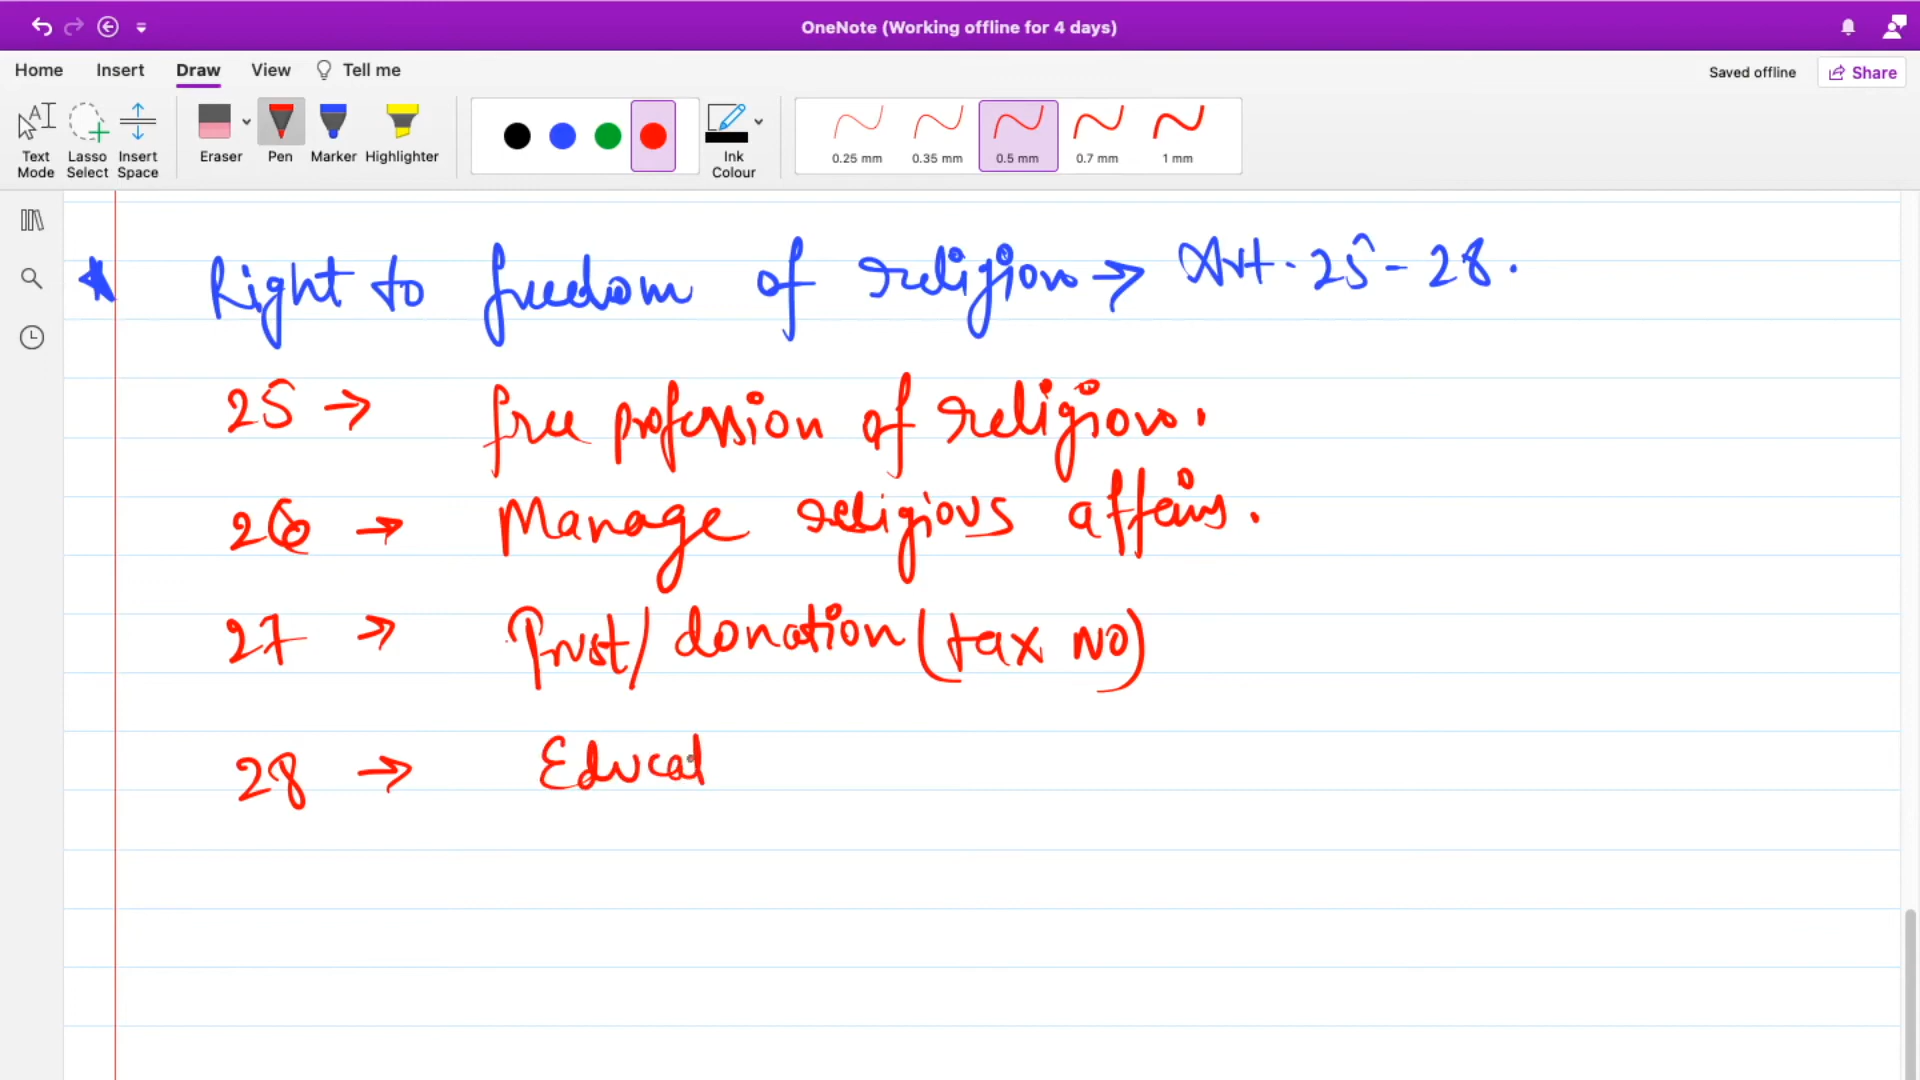 OneNote (Working offline for 4 days)
Home Insert Draw View Tell me Saved offline Share
Text Mode Lasso Select Insert Space Eraser Pen Marker Highlighter Ink Colour 0.25 mm 0.35 mm 0.5 mm 0.7 mm 1 mm
Right to freedom of religion → Art. 25 - 28.
25 → free profession of religion.
26 → Manage religious affairs.
27 → Trust/donation (tax NO)
28 → Educat